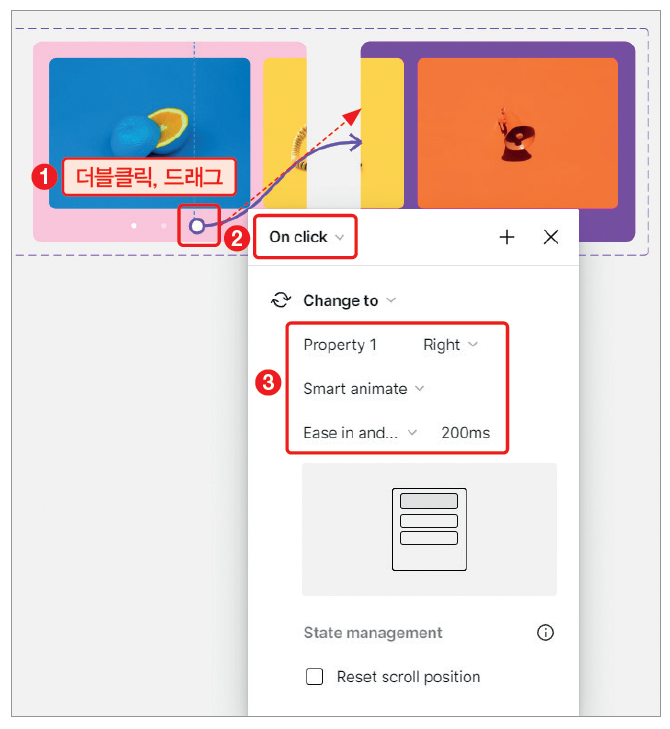 1 더블클릭, 드래그
2 On click
Change to
3
Property 1 Right
Smart animate
Ease in and... 200ms
State management
Reset scroll position